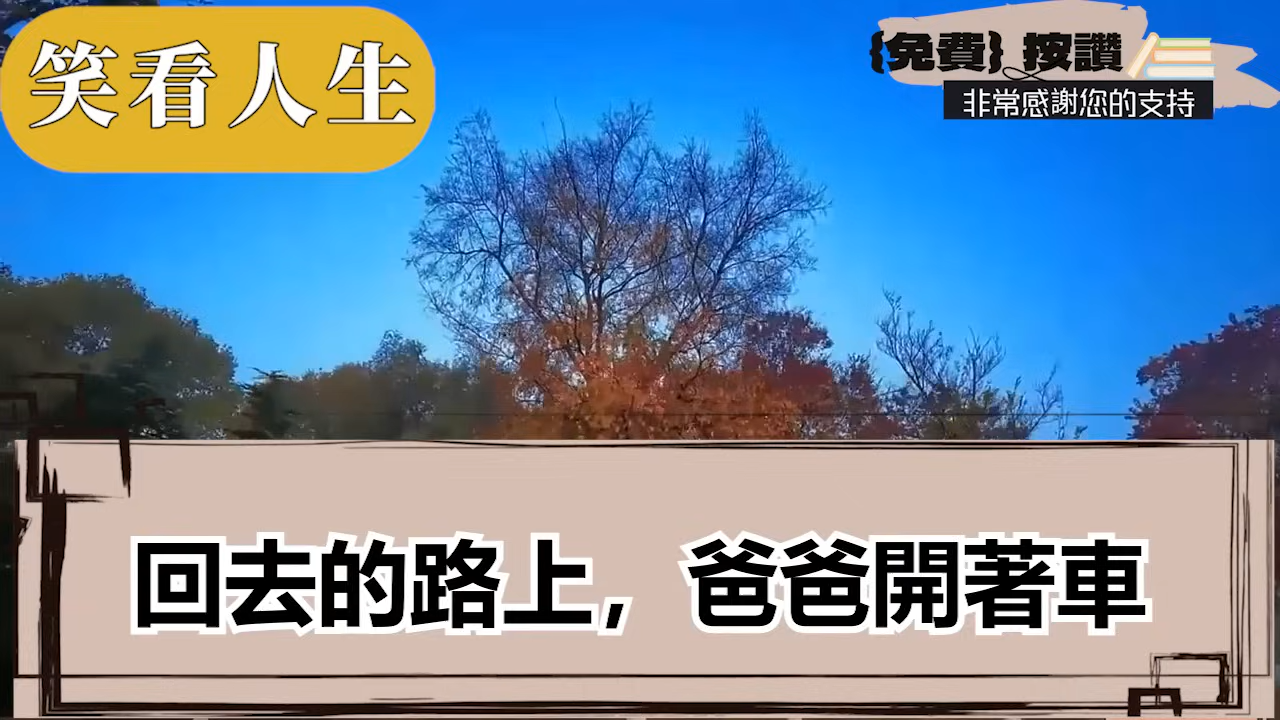 笑看人生
{免費} 按讚
非常感謝您的支持
回去的路上，爸爸開著車